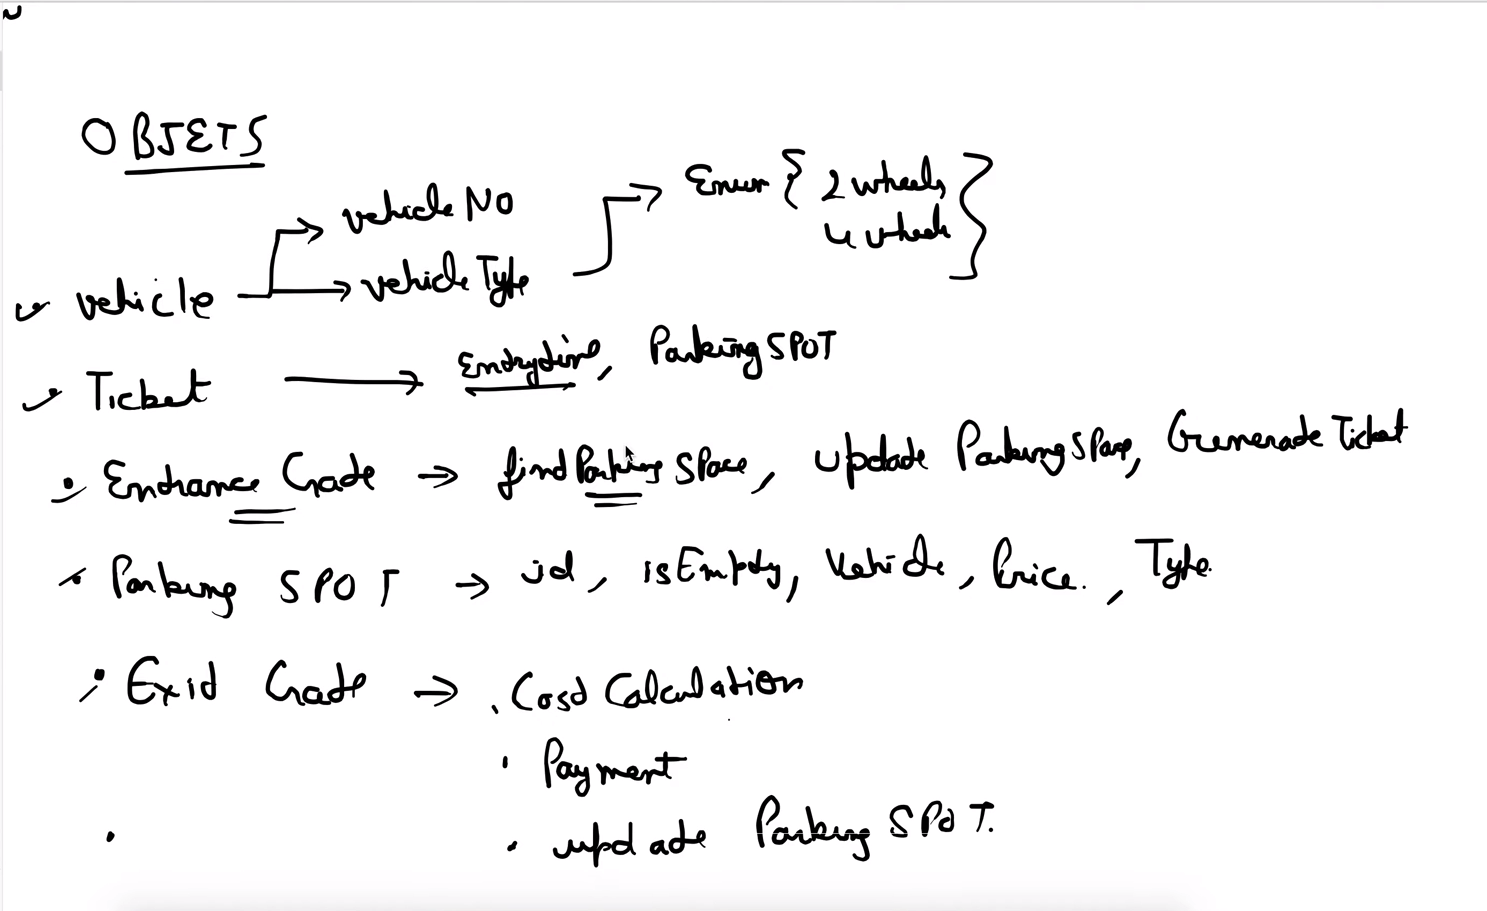 OBJETS
vehicle No
Enum { 2 wheels,
4 wheels }
vehicle Type
vehicle
Ticket → Entrytime, Parking SPOT
Entrance Gate → find Parking Space, update Parking Space, Generate Ticket
Parking SPOT → id, isEmpty, Vehicle, Price, Type
Exit Gate → Cost Calculation
Payment
update Parking SPOT.